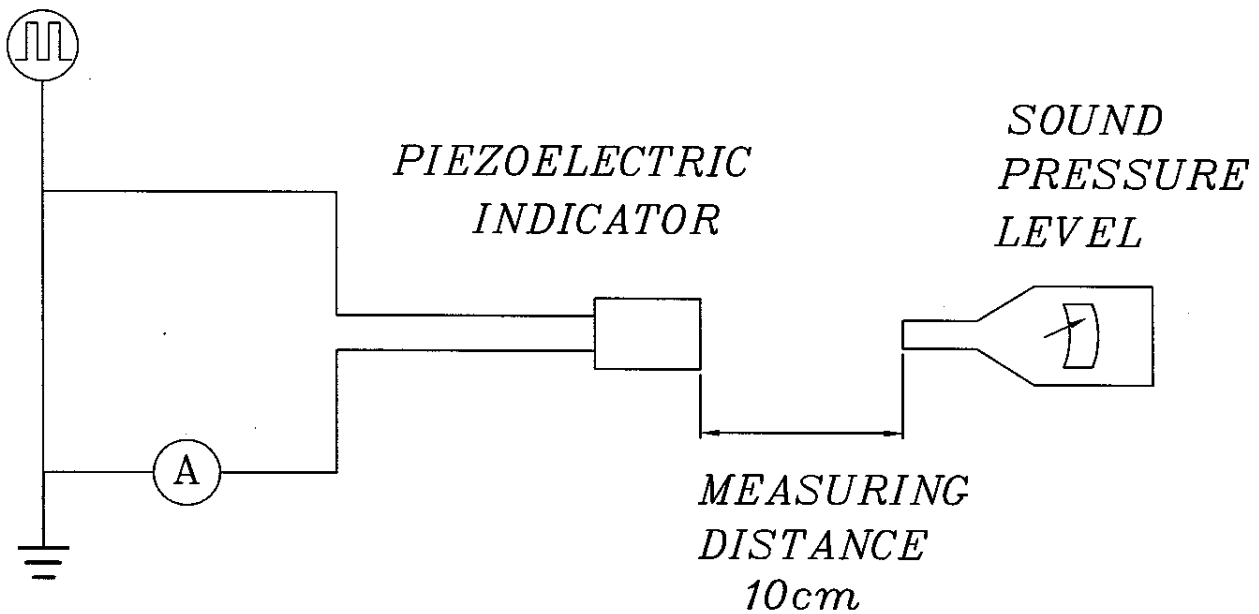 PIEZOELECTRIC
INDICATOR
SOUND
PRESSURE
LEVEL
A
MEASURING
DISTANCE
10cm